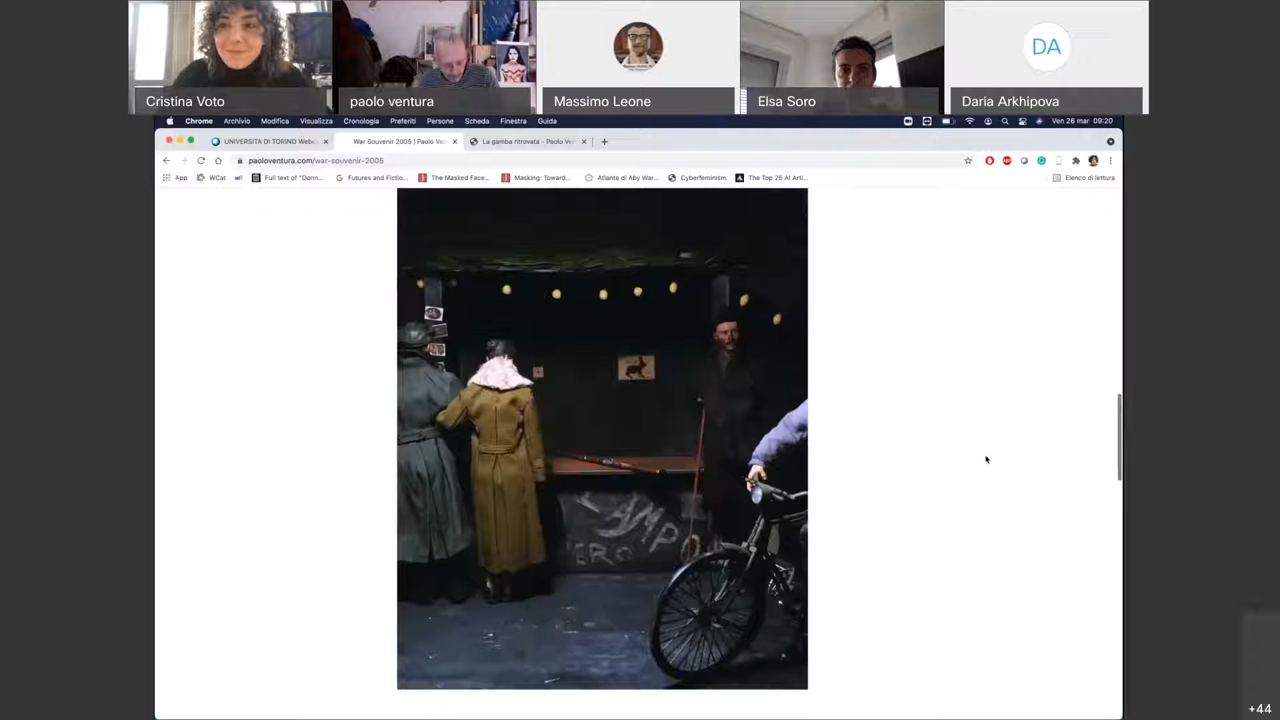 Cristina Voto
paolo ventura
Massimo Leone
Elsa Soro
DA
Daria Arkhipova
Chrome Archivio Modifica Visualizza Cronologia Preferiti Persone Scheda Finestra Guida
Ven 26 mar 09:20
UNIVERSITA DI TORINO Webe
War Souvenir 2005 | Paolo Ven
La gamba ritrovata - Paolo Ve
paoloventura.com/war-souvenir-2005
App
WCat
Full text of "Donn...
Futures and Fictio...
The Masked Face...
Masking: Toward...
Atlante di Aby War...
Cyberfeminism
The Top 25 AI Arti...
Elenco di lettura
+44